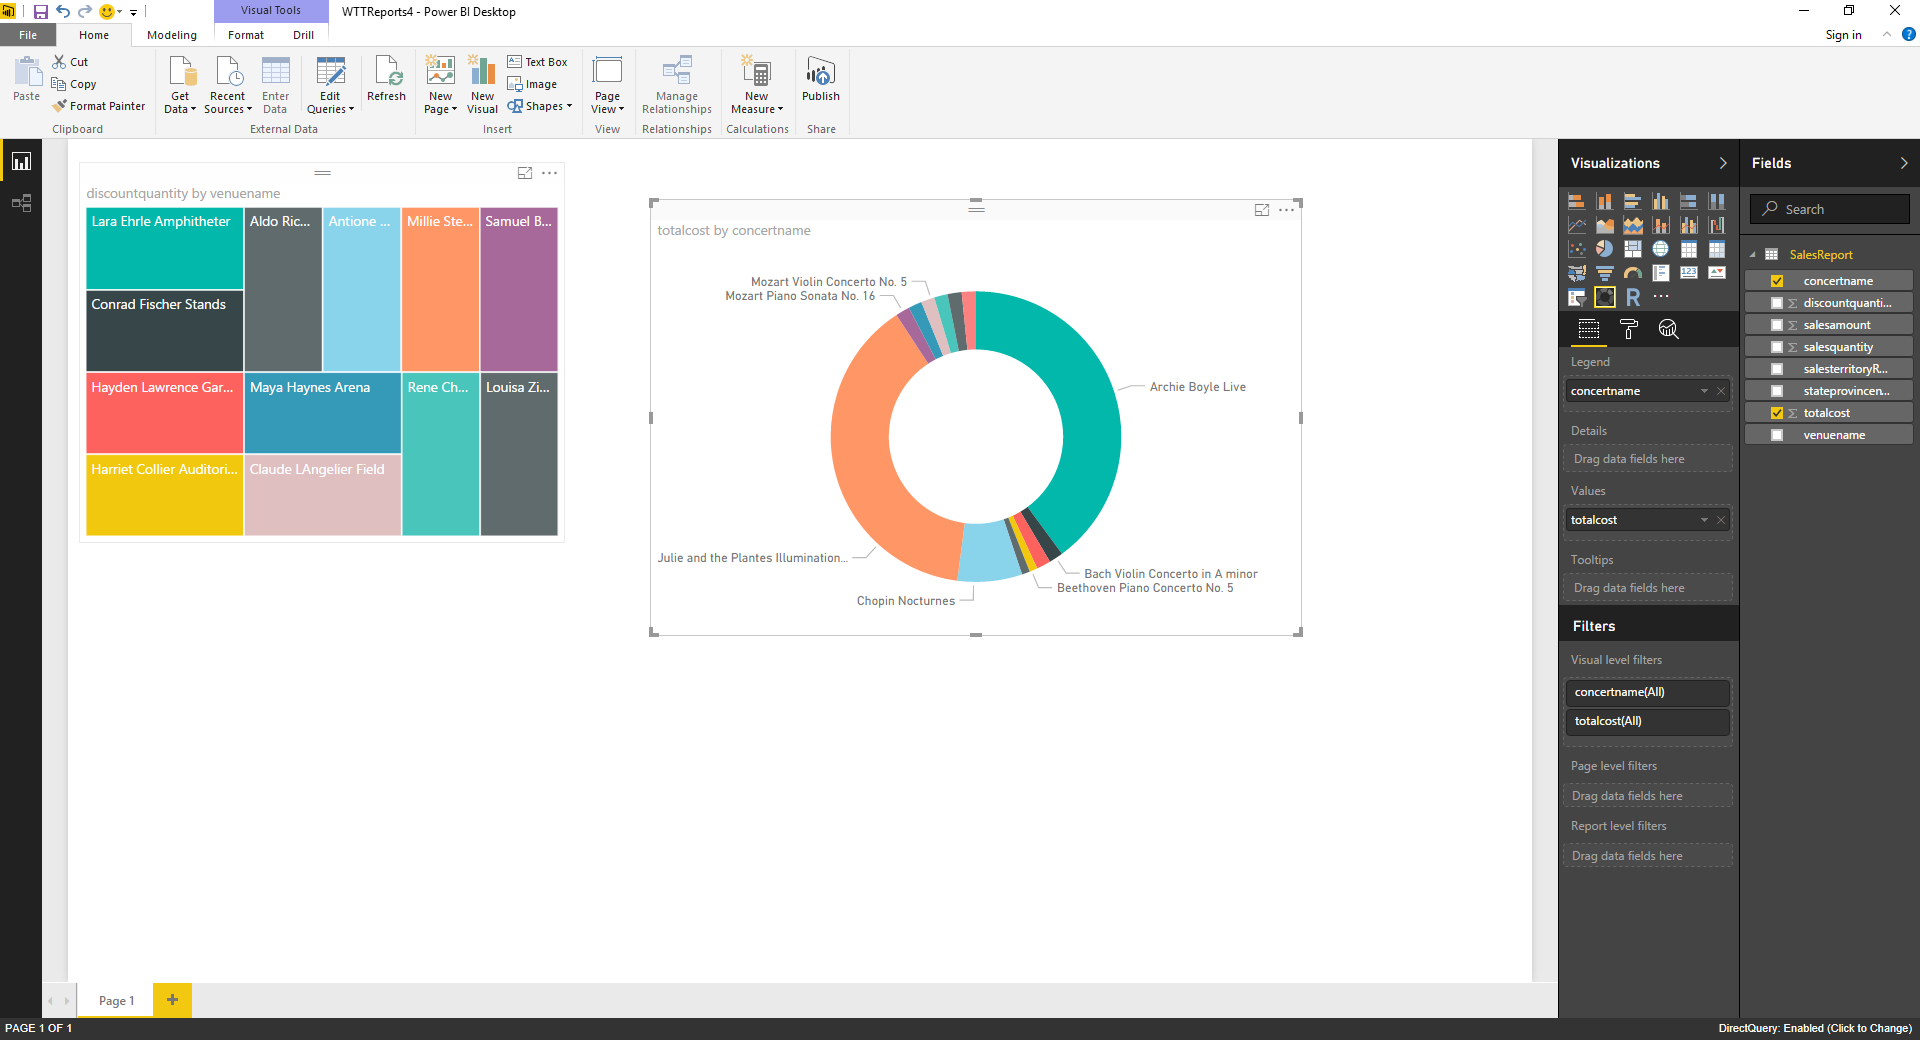 Visual Tools
WTTReports4 - Power BI Desktop
File
Home
Modeling
Format
Drill
Sign in
?
Paste
Cut
Copy
Format Painter
Clipboard
Get Data
Recent Sources
Enter Data
Edit Queries
External Data
Refresh
New Page
New Visual
Text Box
Image
Shapes
Insert
Page View
View
Manage Relationships
Relationships
New Measure
Calculations
Publish
Share
discountquantity by venuename
Lara Ehrle Amphitheter
Aldo Ric...
Antione ...
Millie Ste...
Samuel B...
Conrad Fischer Stands
Hayden Lawrence Gar...
Maya Haynes Arena
Rene Ch...
Louisa Zi...
Harriet Collier Auditori...
Claude LAngelier Field
totalcost by concertname
Mozart Violin Concerto No. 5
Mozart Piano Sonata No. 16
Archie Boyle Live
Julie and the Plantes Illumination...
Bach Violin Concerto in A minor
Beethoven Piano Concerto No. 5
Chopin Nocturnes
Visualizations
123
R
Legend
concertname
Details
Drag data fields here
Values
totalcost
Tooltips
Drag data fields here
Filters
Visual level filters
concertname(All)
totalcost(All)
Page level filters
Drag data fields here
Report level filters
Drag data fields here
Fields
Search
SalesReport
concertname
Σ discountquanti...
Σ salesamount
Σ salesquantity
salesterritoryR...
stateprovincen...
Σ totalcost
venuename
Page 1
+
PAGE 1 OF 1
DirectQuery: Enabled (Click to Change)